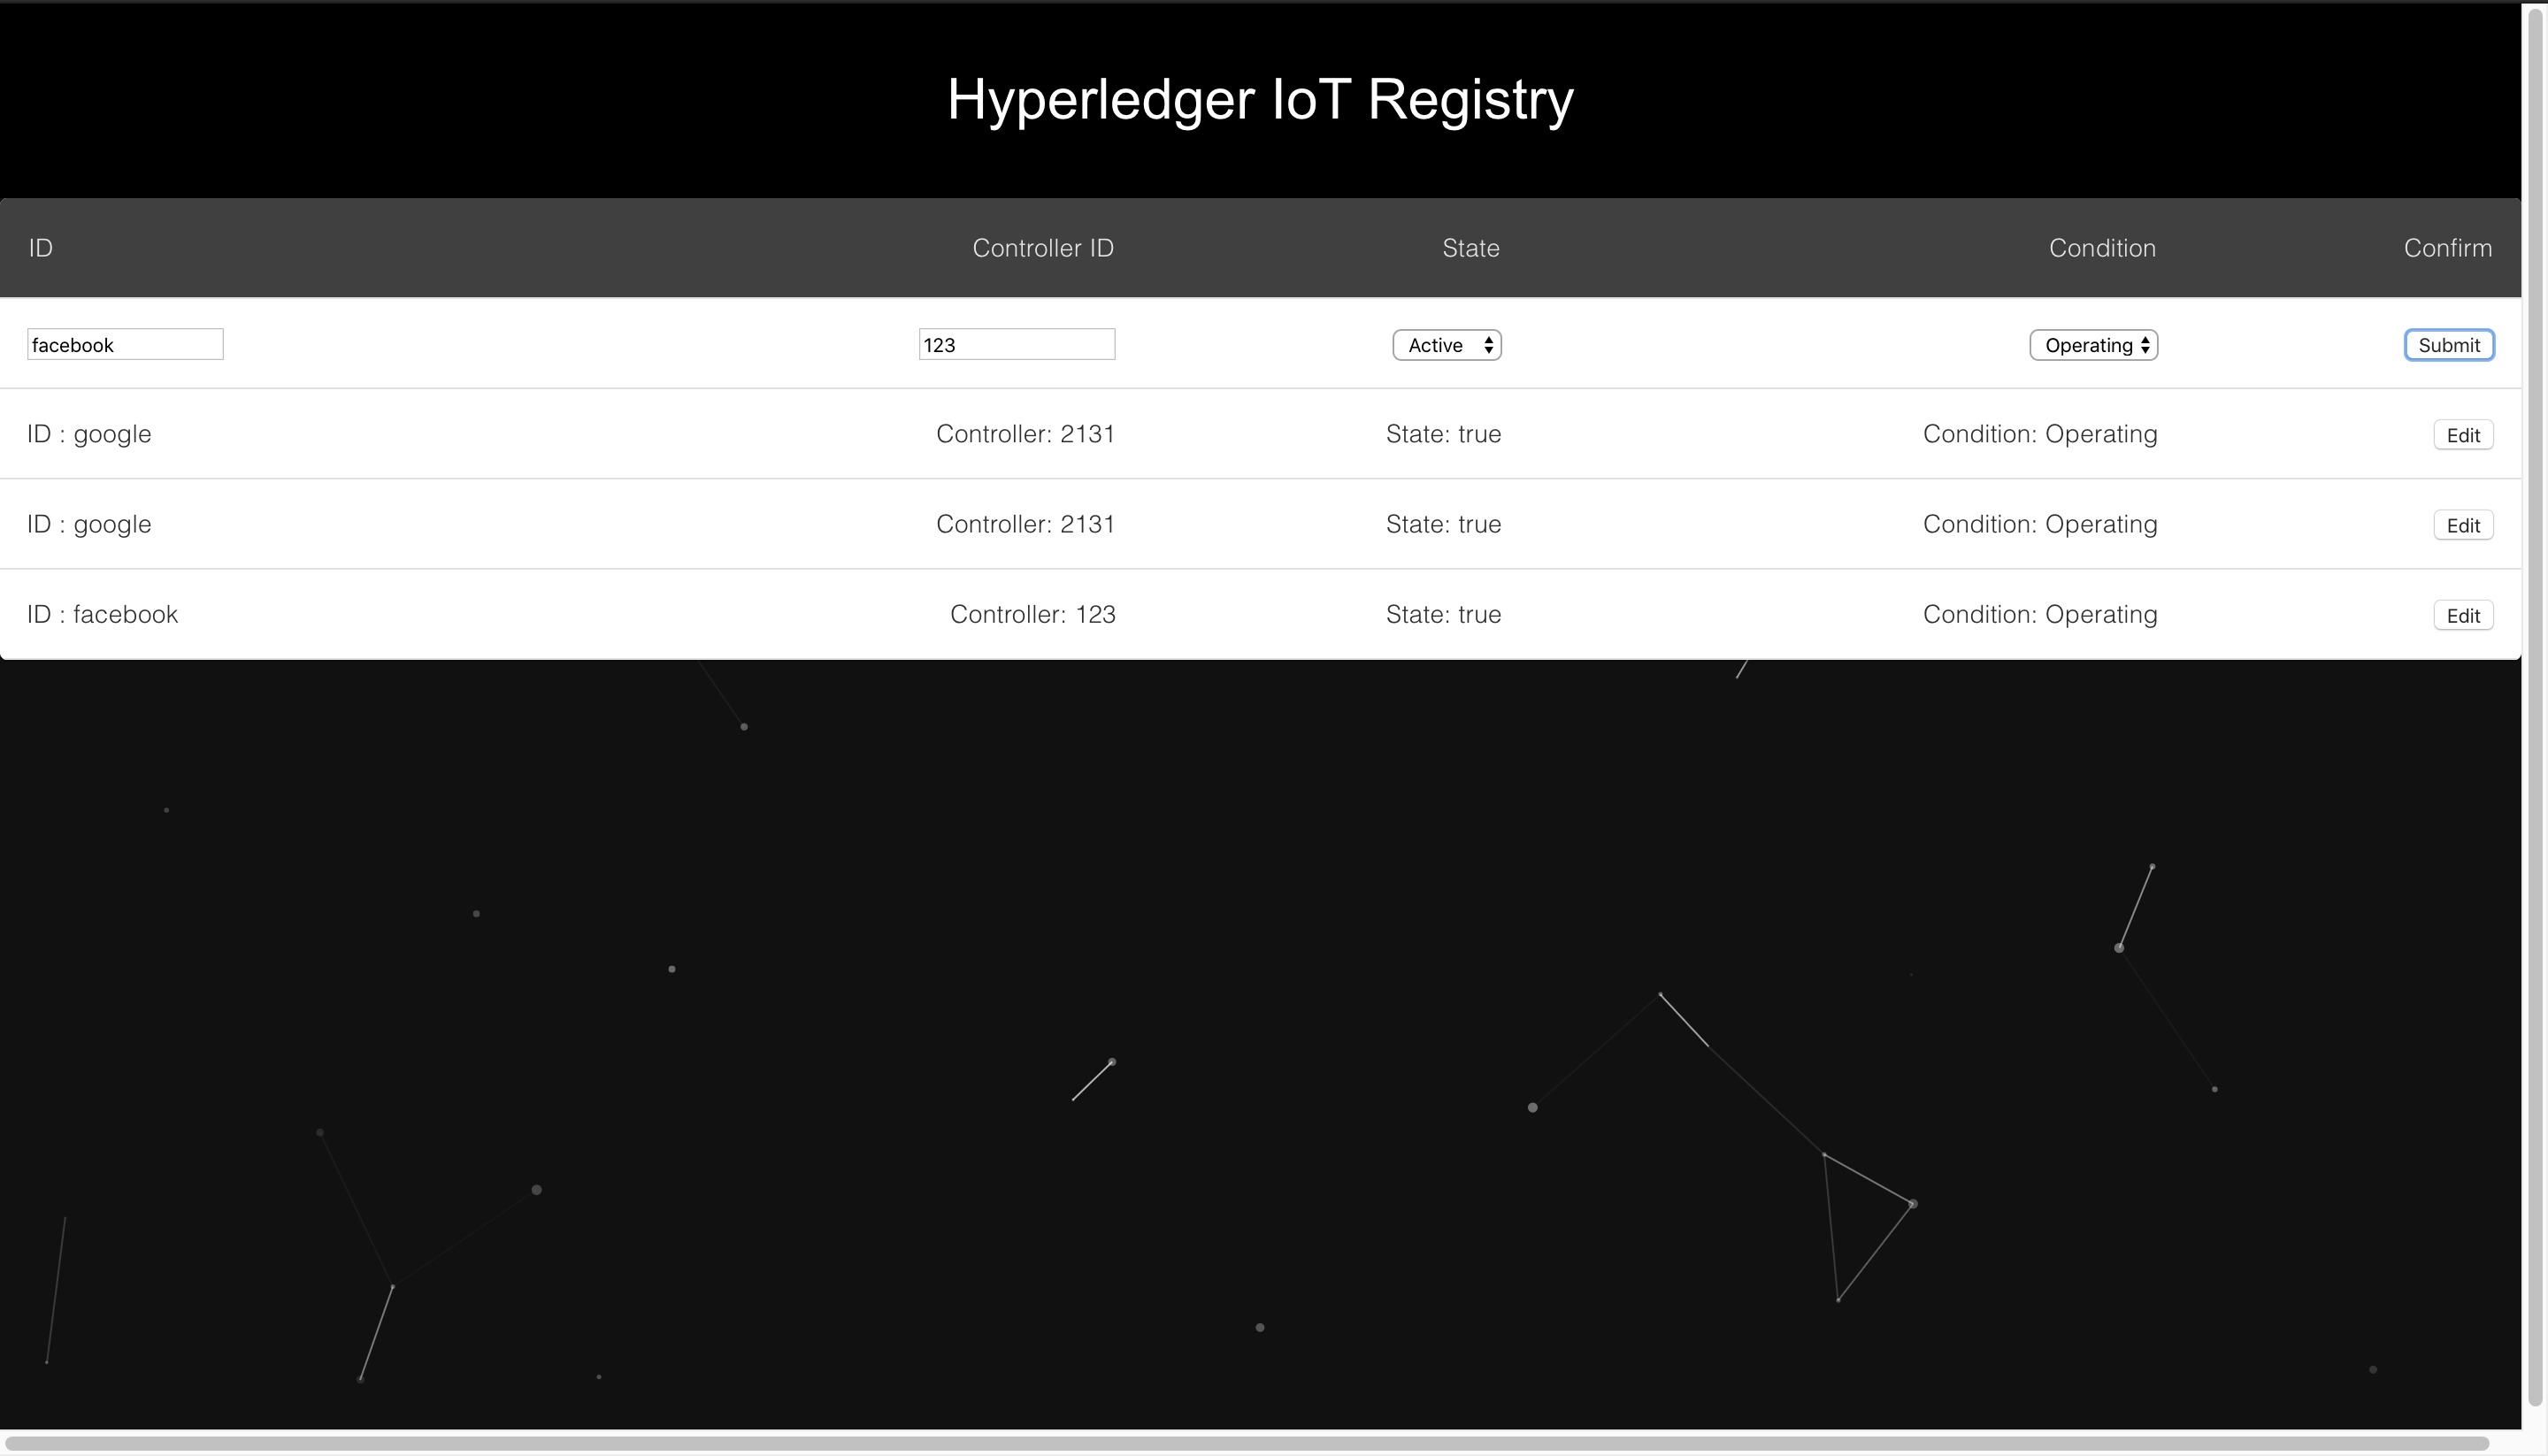 Hyperledger IoT Registry
ID Controller ID State Condition Confirm
facebook 123 Active Operating Submit
ID : google Controller: 2131 State: true Condition: Operating Edit
ID : google Controller: 2131 State: true Condition: Operating Edit
ID : facebook Controller: 123 State: true Condition: Operating Edit